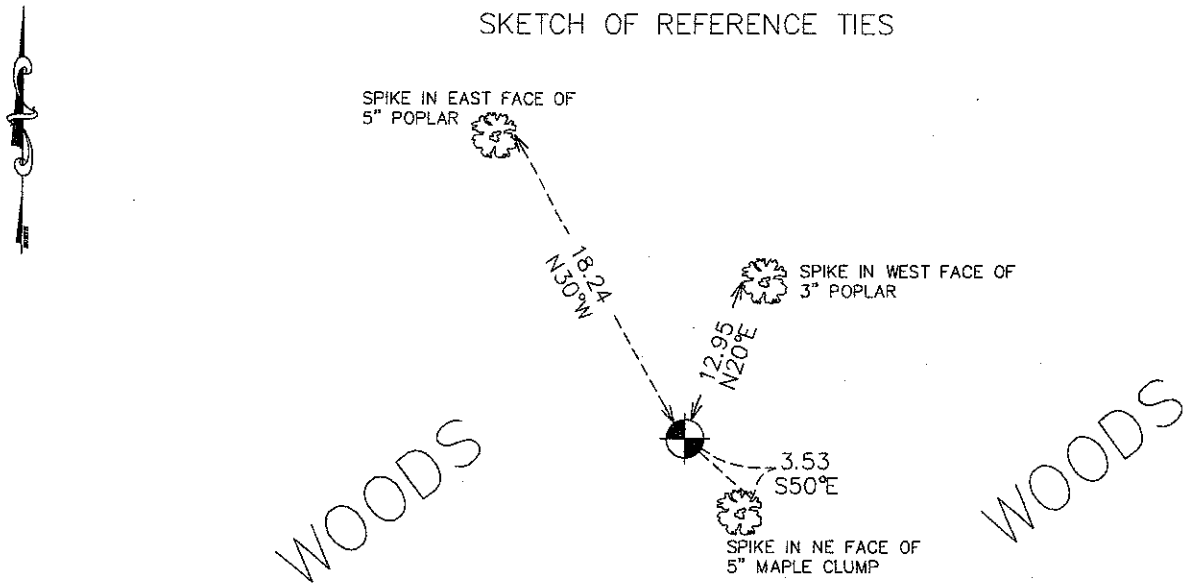 SKETCH OF REFERENCE TIES
SPIKE IN EAST FACE OF
5" POPLAR
18.24
N30°W
SPIKE IN WEST FACE OF
3" POPLAR
12.95
N20°E
3.53
S50°E
WOODS
WOODS
SPIKE IN NE FACE OF
5" MAPLE CLUMP